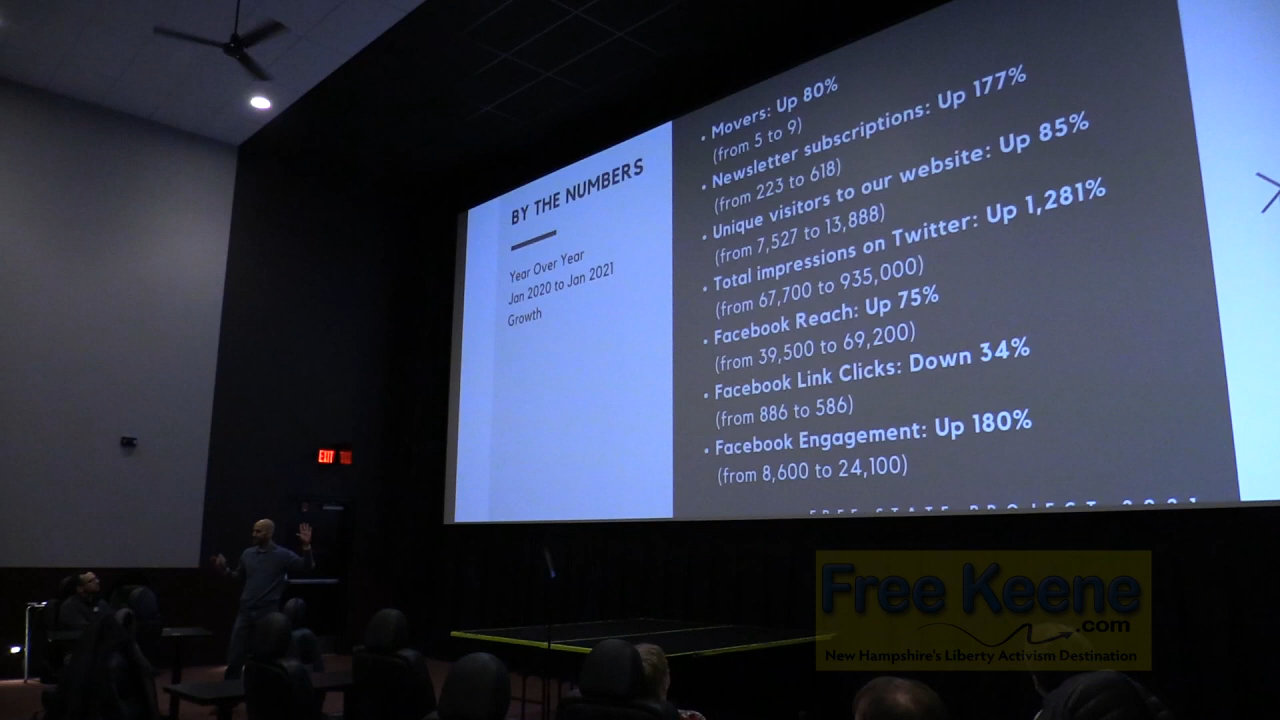 BY THE NUMBERS
Year Over Year
Jan 2020 to Jan 2021
Growth
• Movers: Up 80%
(from 5 to 9)
• Newsletter subscriptions: Up 177%
(from 223 to 618)
• Unique visitors to our website: Up 85%
(from 7,527 to 13,888)
• Total impressions on Twitter: Up 1,281%
(from 67,700 to 935,000)
• Facebook Reach: Up 75%
(from 39,500 to 69,200)
• Facebook Link Clicks: Down 34%
(from 886 to 586)
• Facebook Engagement: Up 180%
(from 8,600 to 24,100)
FREE STATE PROJECT 2021
EXIT
Free Keene
.com
New Hampshire's Liberty Activism Destination